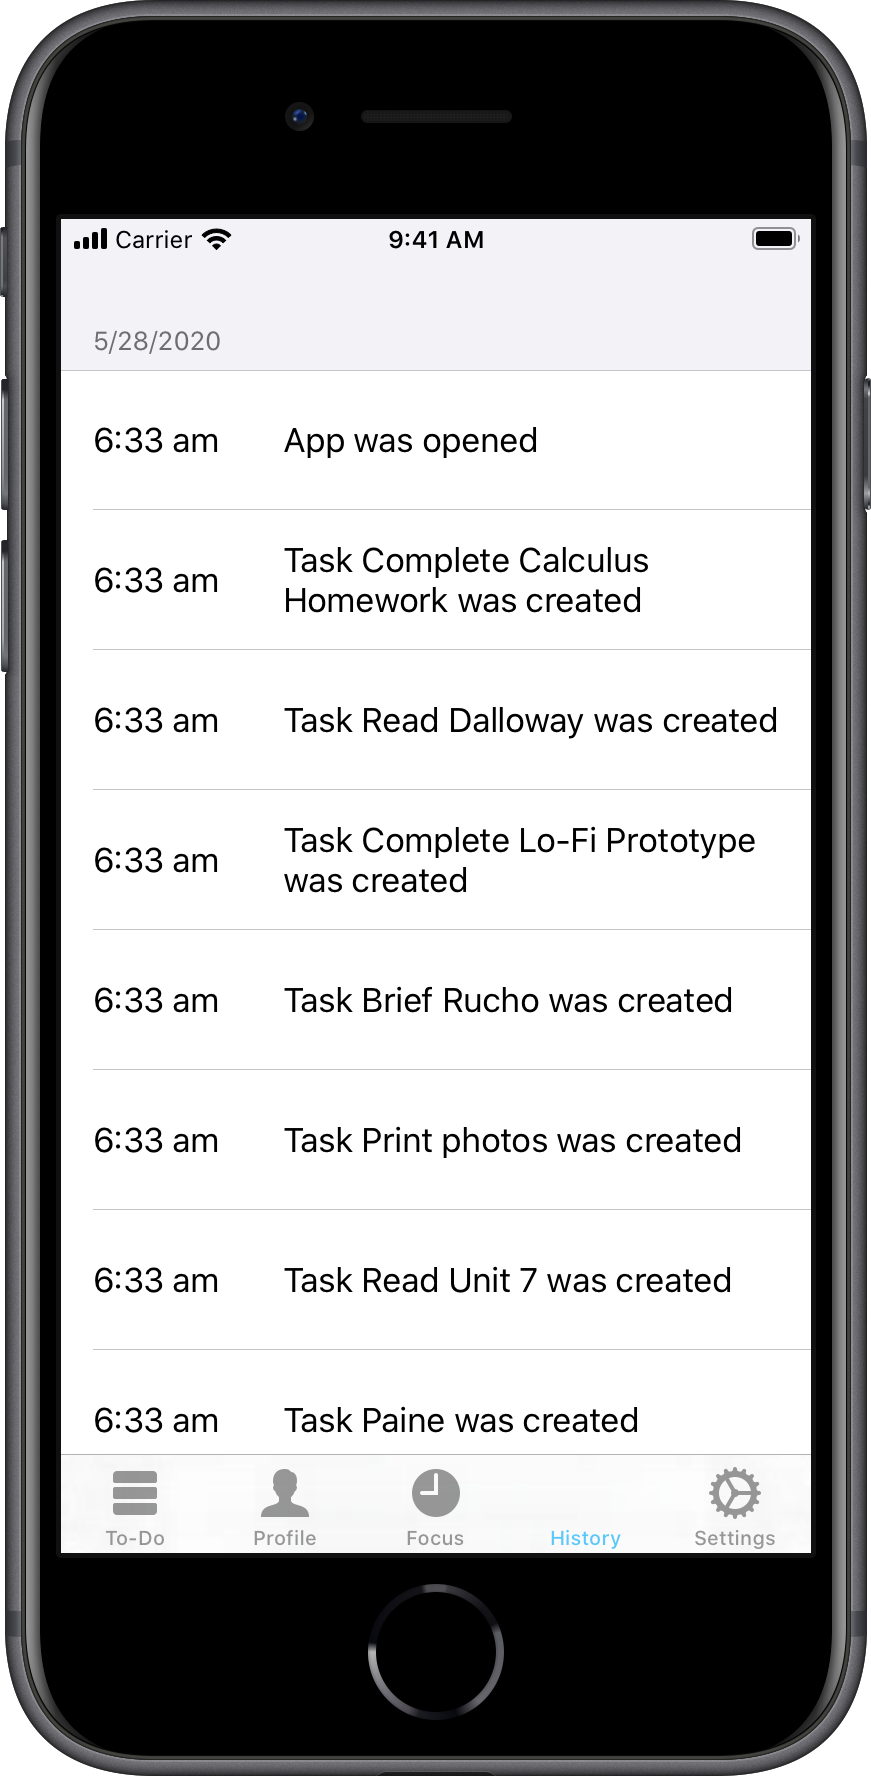 Carrier 9:41 AM
5/28/2020
6:33 am App was opened
6:33 am Task Complete Calculus
Homework was created
6:33 am Task Read Dalloway was created
6:33 am Task Complete Lo-Fi Prototype
was created
6:33 am Task Brief Rucho was created
6:33 am Task Print photos was created
6:33 am Task Read Unit 7 was created
6:33 am Task Paine was created
To-Do Profile Focus History Settings